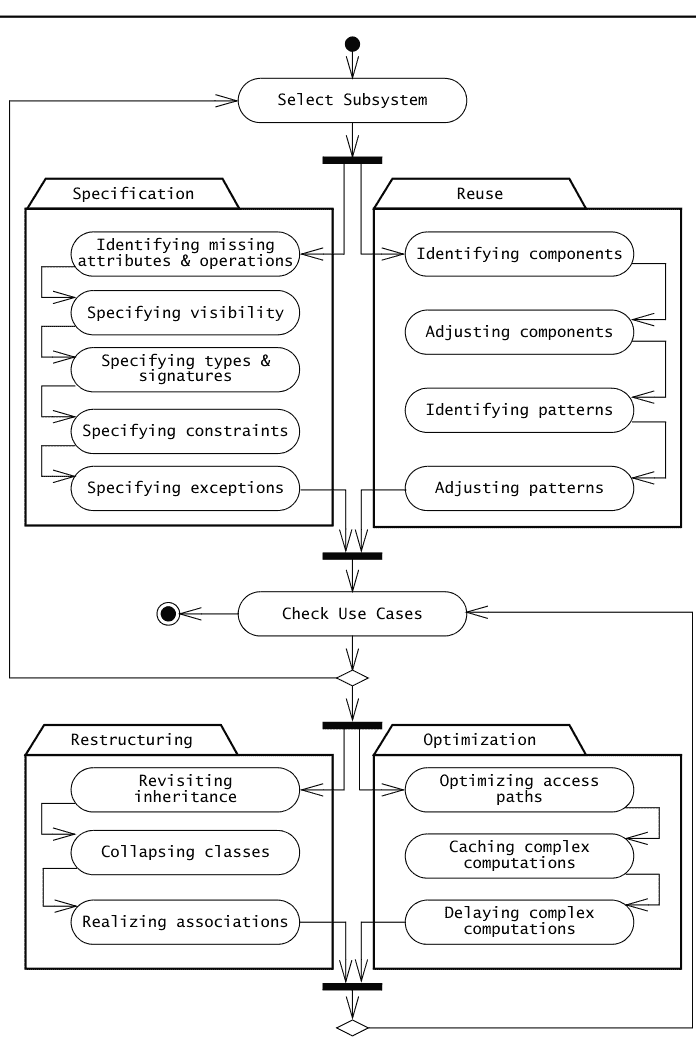 Select Subsystem
Specification
Identifying missing
attributes & operations
Specifying visibility
Specifying types &
signatures
Specifying constraints
Specifying exceptions
Reuse
Identifying components
Adjusting components
Identifying patterns
Adjusting patterns
Check Use Cases
Restructuring
Revisiting
inheritance
Collapsing classes
Realizing associations
Optimization
Optimizing access
paths
Caching complex
computations
Delaying complex
computations